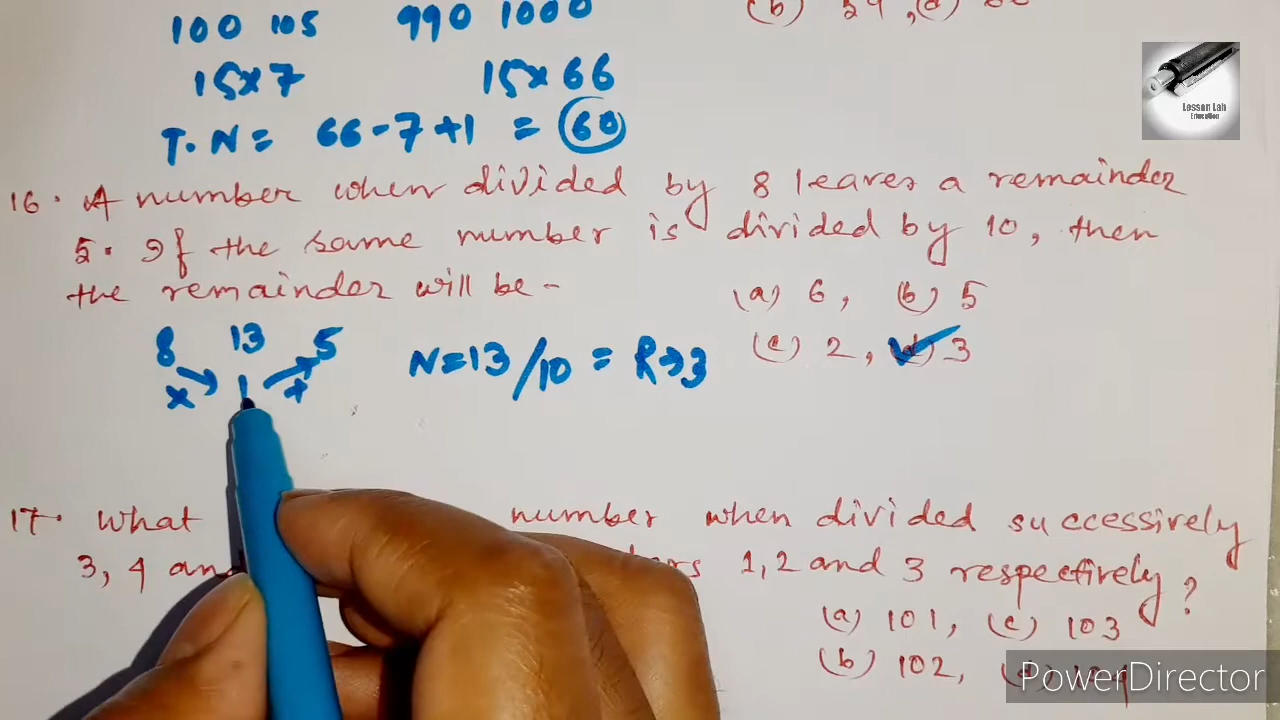 100 105 990 1000
15×7 15×66
T.N = 66-7+1 = 60
Lesson Lab
Education
16. A number when divided by 8 leaves a remainder
5. If the same number is divided by 10, then
the remainder will be -
(a) 6, (b) 5
(c) 2, (d) 3
8 13 5
× 1 +
N=13/10 = R→3
17. What number when divided successively
3, 4 and 1, 2 and 3 respectively?
(a) 101, (c) 103
(b) 102,
PowerDirector